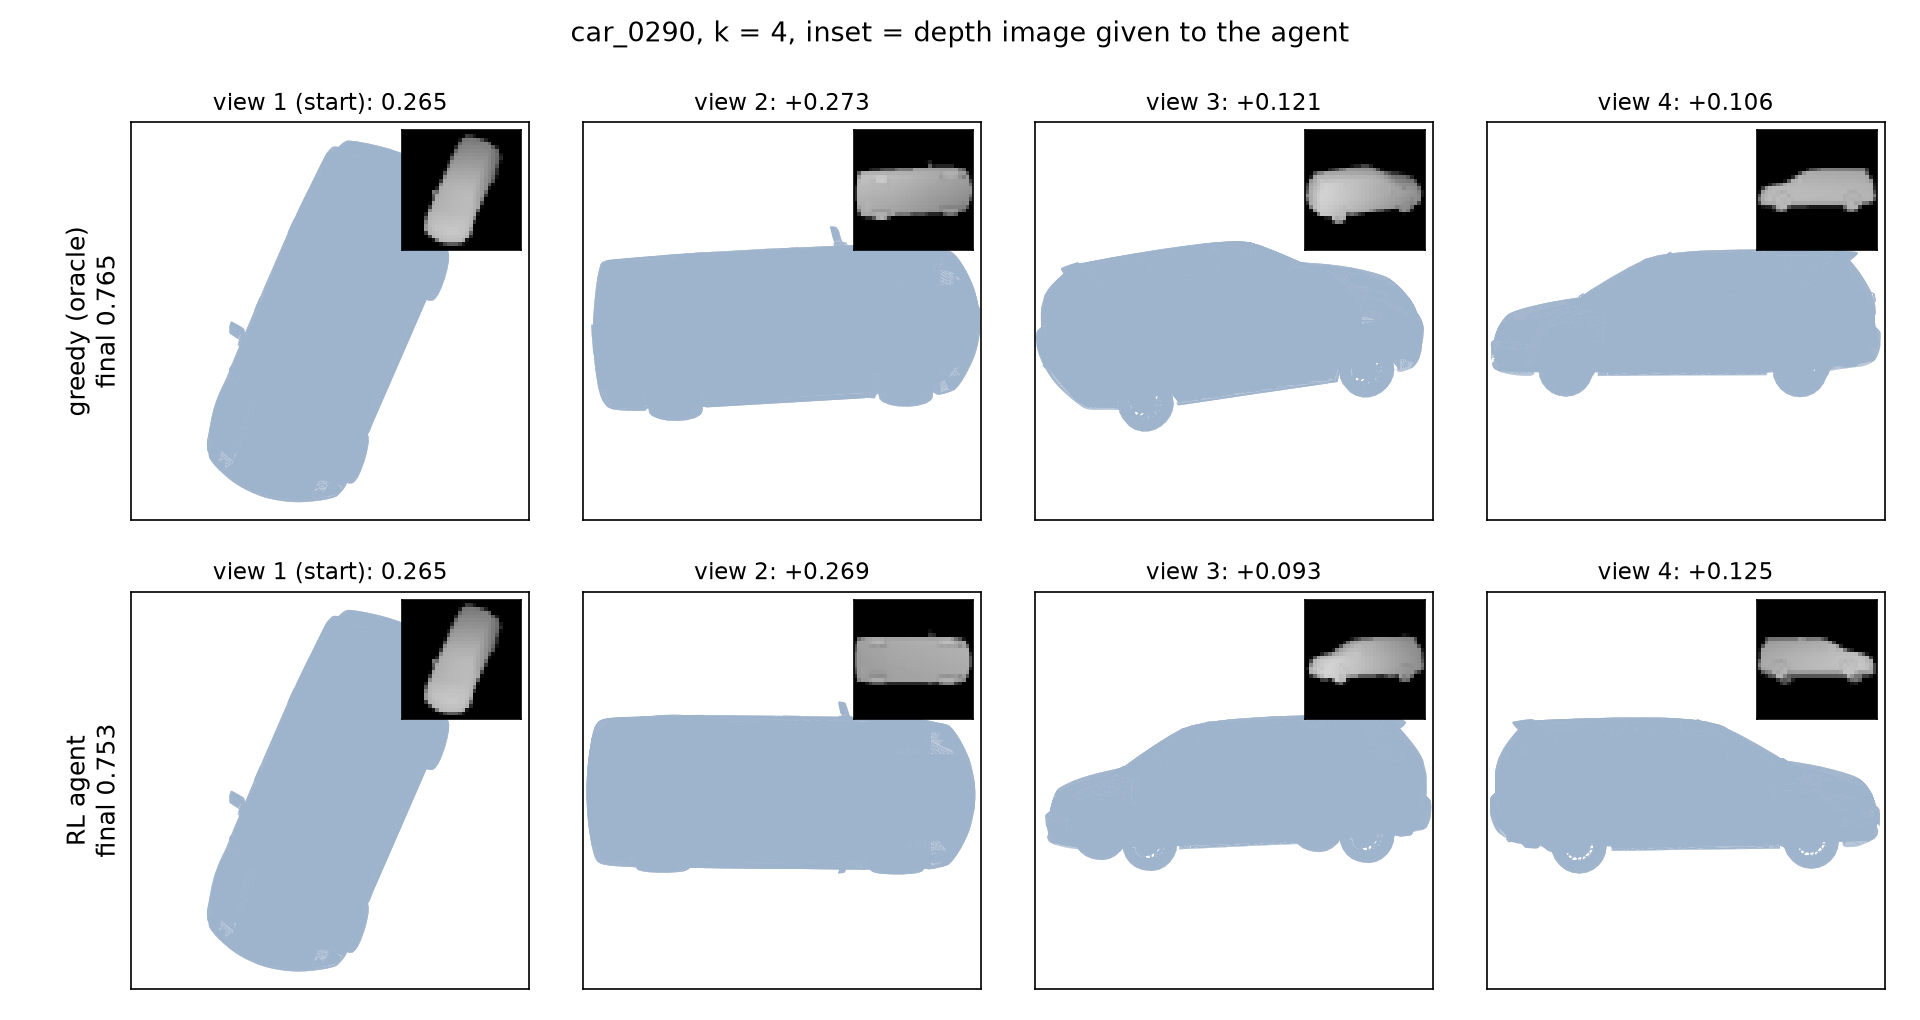 car_0290, k = 4, inset = depth image given to the agent
greedy (oracle)
final 0.765
view 1 (start): 0.265
view 2: +0.273
view 3: +0.121
view 4: +0.106
RL agent
final 0.753
view 1 (start): 0.265
view 2: +0.269
view 3: +0.093
view 4: +0.125